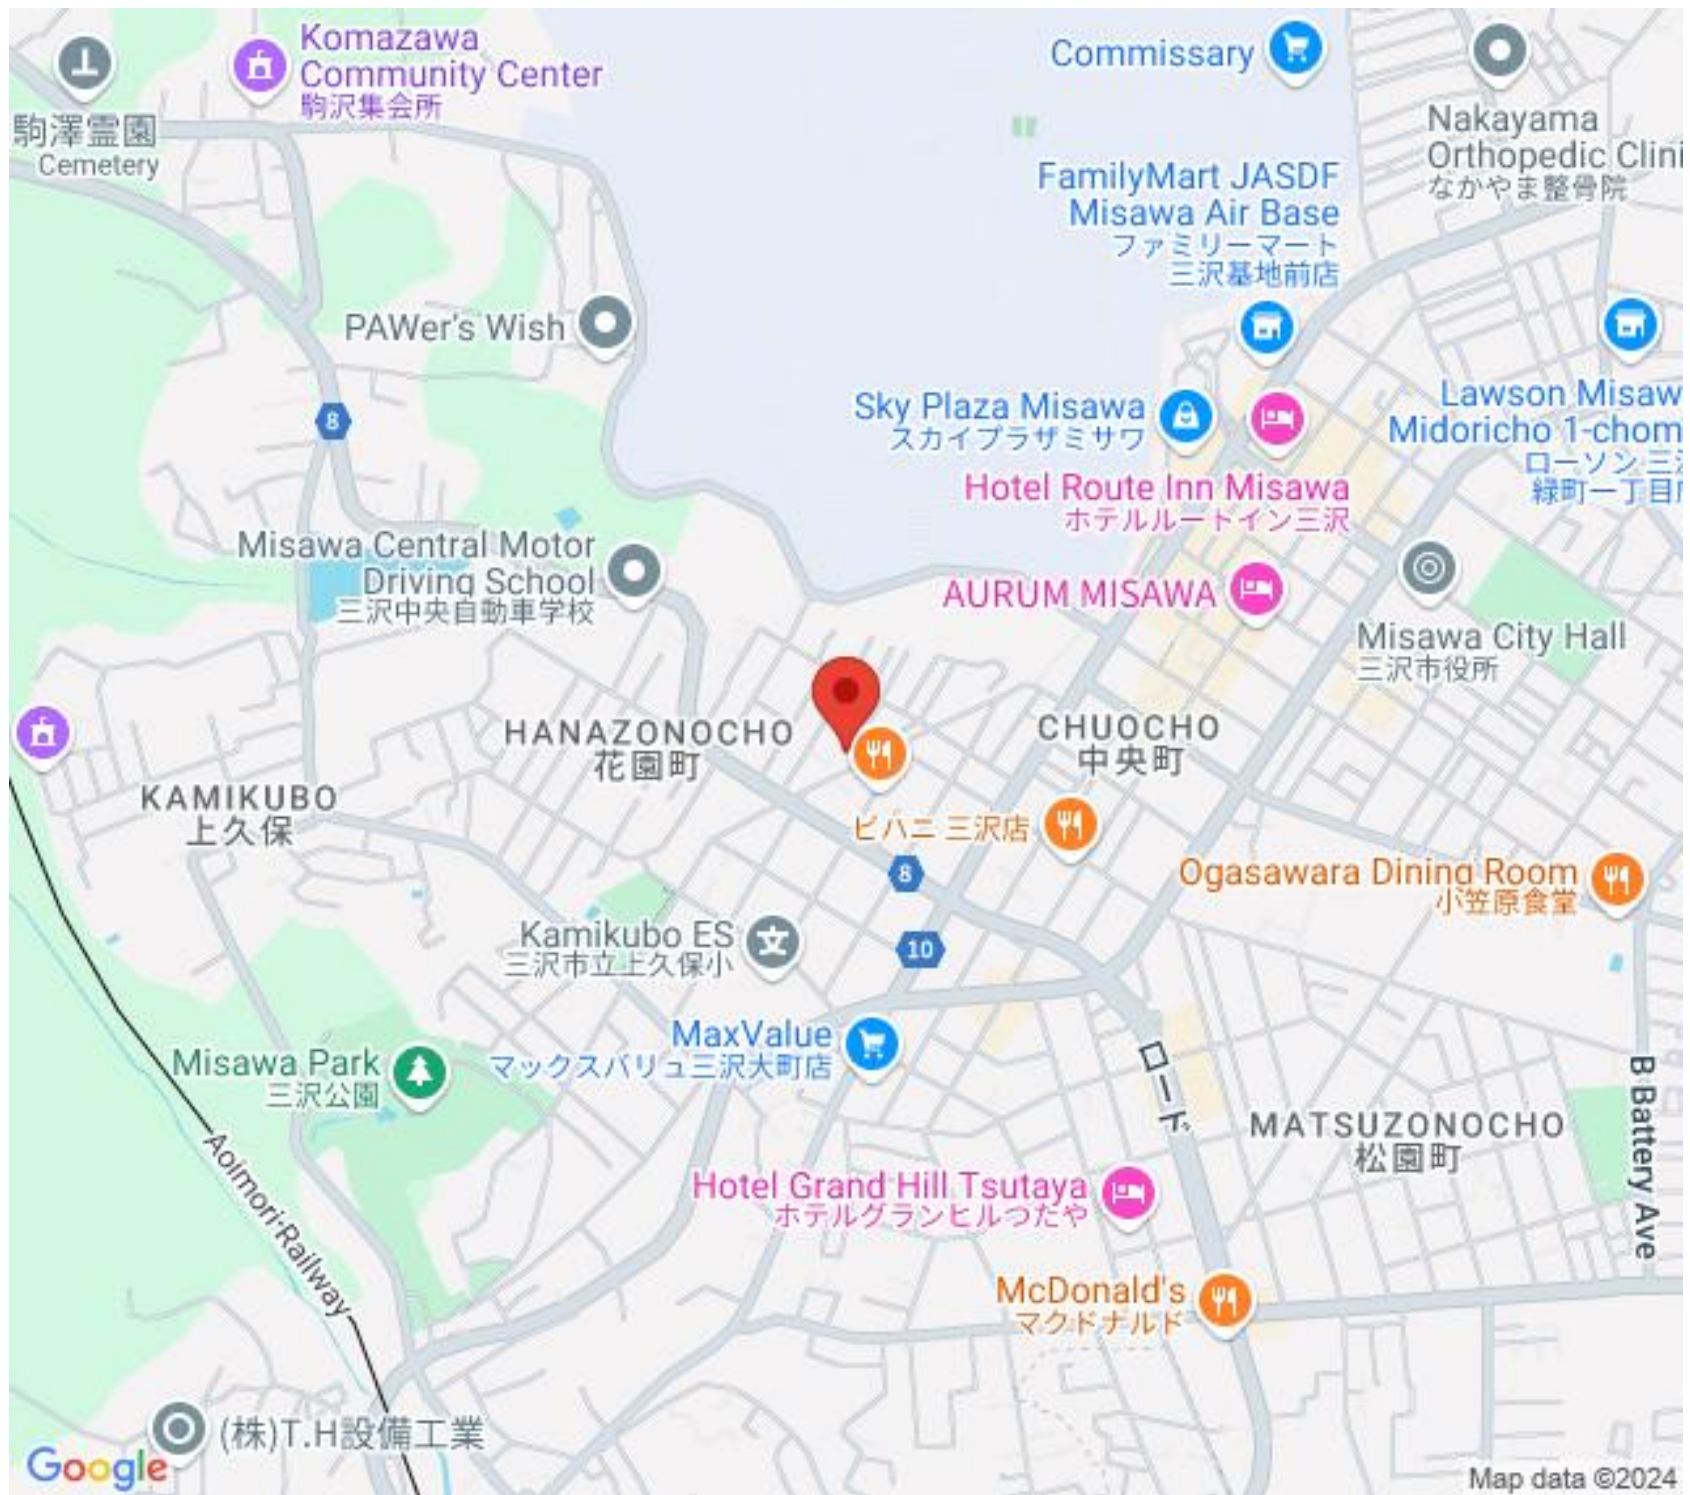 Komazawa
Community Center
駒沢集会所
Commissary
駒澤霊園
Cemetery
Nakayama
Orthopedic Clini
なかやま整骨院
FamilyMart JASDF
Misawa Air Base
ファミリーマート
三沢基地前店
PAWer's Wish
8
Sky Plaza Misawa
スカイプラザミサワ
Lawson Misaw
Midoricho 1-chom
ローソン 三沢
緑町一丁目店
Hotel Route Inn Misawa
ホテルルートイン三沢
Misawa Central Motor
Driving School
三沢中央自動車学校
AURUM MISAWA
Misawa City Hall
三沢市役所
HANAZONOCHO
花園町
CHUOCHO
中央町
KAMIKUBO
上久保
ビハニ 三沢店
8
Ogasawara Dining Room
小笠原食堂
Kamikubo ES
三沢市立上久保小
10
MaxValue
マックスバリュ三沢大町店
Misawa Park
三沢公園
ロード
B Battery Ave
MATSUZONOCHO
松園町
Aoimori Railway
Hotel Grand Hill Tsutaya
ホテルグランヒルつたや
McDonald's
マクドナルド
(株)T.H設備工業
Google
Map data ©2024